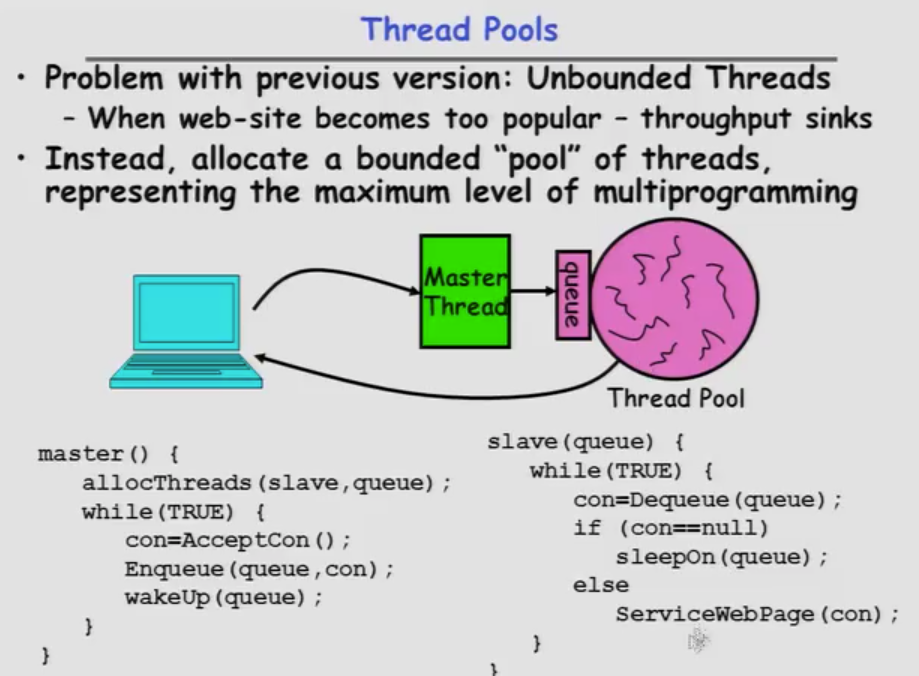 Thread Pools
• Problem with previous version: Unbounded Threads
– When web-site becomes too popular – throughput sinks
• Instead, allocate a bounded “pool” of threads,
representing the maximum level of multiprogramming
Master
Thread
queue
Thread Pool
master() {
allocThreads(slave,queue);
while(TRUE) {
con=AcceptCon();
Enqueue(queue,con);
wakeUp(queue);
}
}
slave(queue) {
while(TRUE) {
con=Dequeue(queue);
if (con==null)
sleepOn(queue);
else
ServiceWebPage(con);
}
}